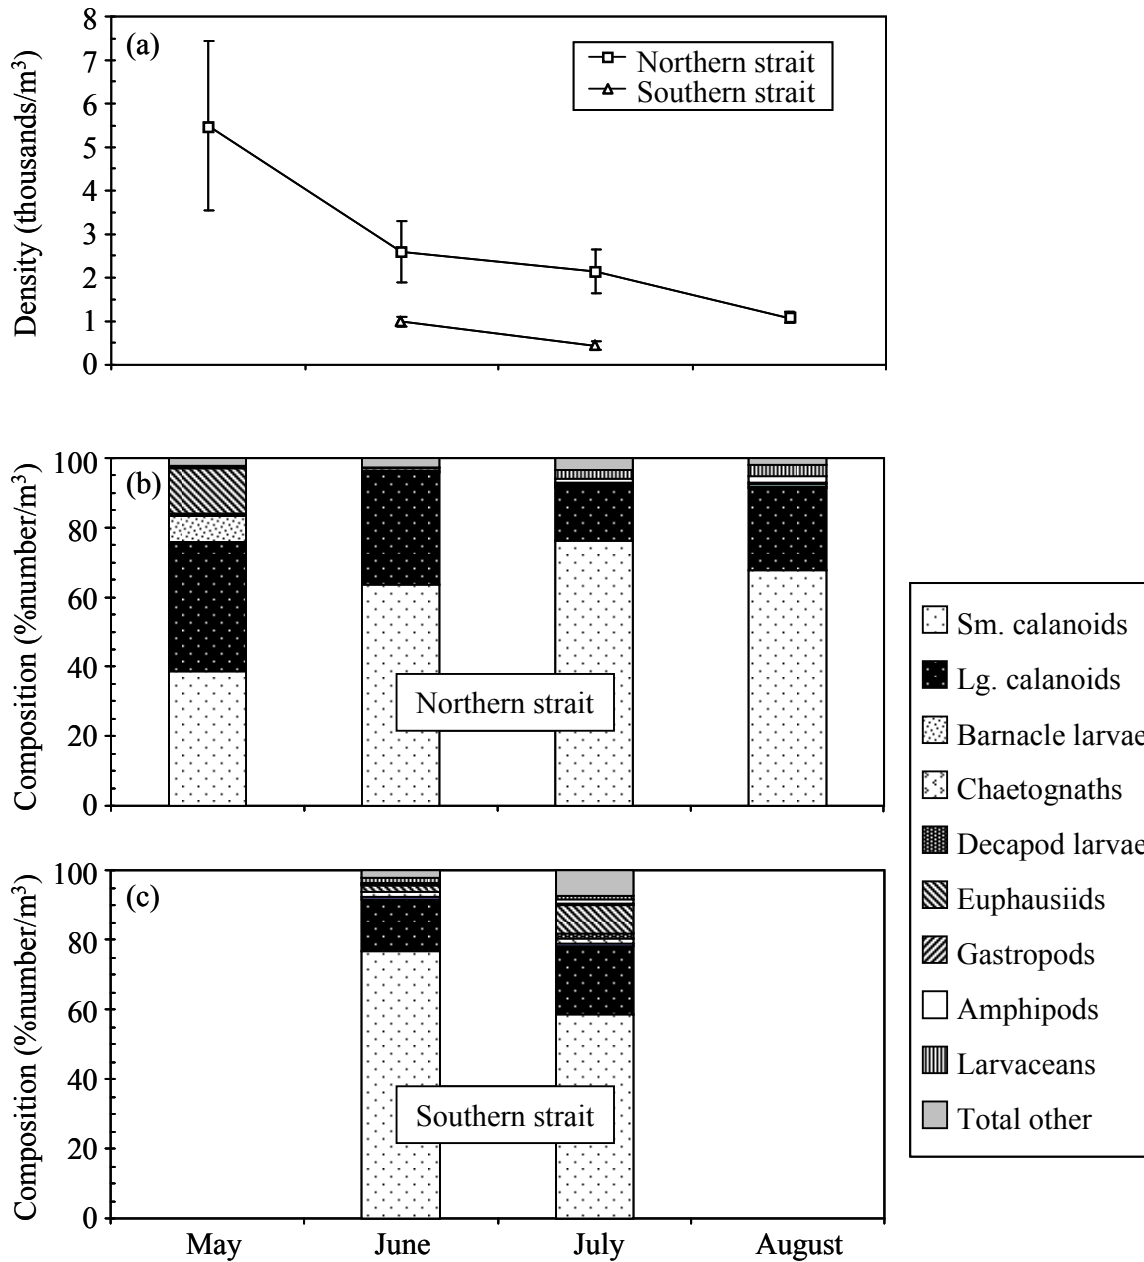 8
7
6
5
4
3
2
1
0
Density (thousands/m³)
(a)
Northern strait
Southern strait
100
80
60
40
20
0
Composition (%number/m³)
(b)
Northern strait
100
80
60
40
20
0
Composition (%number/m³)
(c)
Southern strait
May June July August
Sm. calanoids
Lg. calanoids
Barnacle larvae
Chaetognaths
Decapod larvae
Euphausiids
Gastropods
Amphipods
Larvaceans
Total other